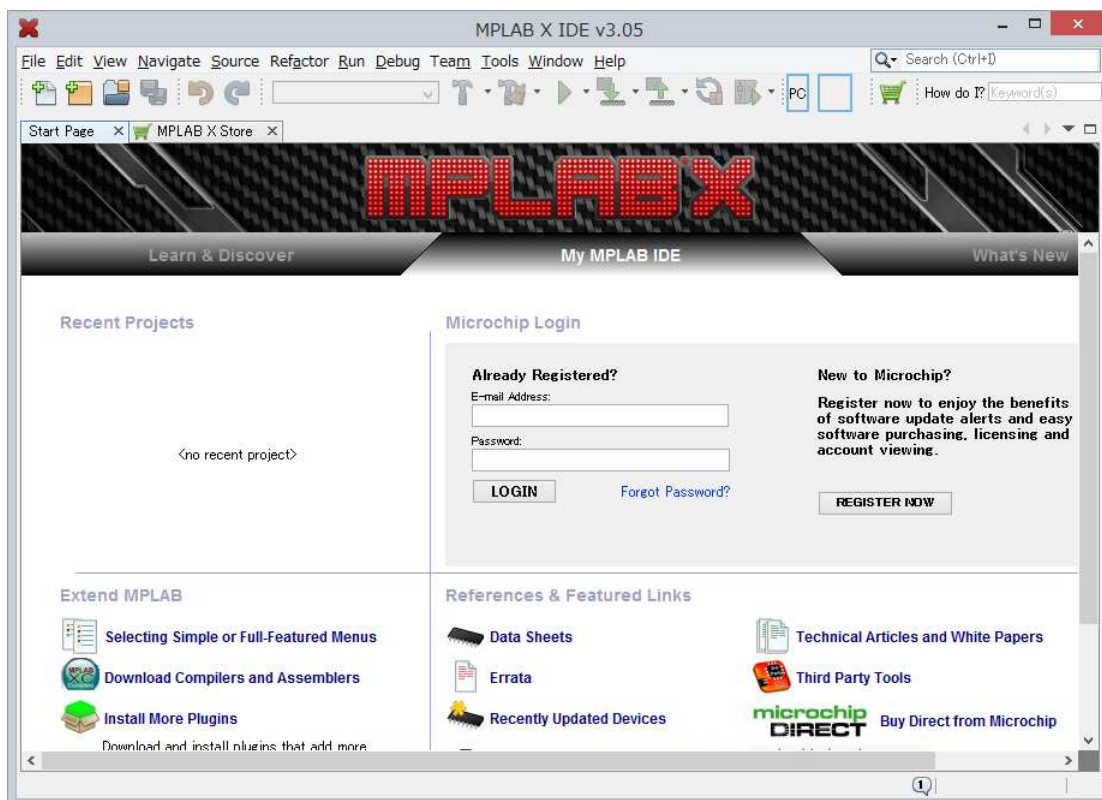 MPLAB X IDE v3.05
File Edit View Navigate Source Refactor Run Debug Team Tools Window Help
Search (Ctrl+I)
PC
How do I? Keyword(s)
Start Page
MPLAB X Store
MPLAB X
Learn & Discover
My MPLAB IDE
What's New
Recent Projects
<no recent project>
Microchip Login
Already Registered?
E-mail Address:
Password:
LOGIN
Forgot Password?
New to Microchip?
Register now to enjoy the benefits
of software update alerts and easy
software purchasing, licensing and
account viewing.
REGISTER NOW
Extend MPLAB
Selecting Simple or Full-Featured Menus
MPLAB
XC
Download Compilers and Assemblers
Install More Plugins
Download and install plugins that add more
References & Featured Links
Data Sheets
Errata
Recently Updated Devices
Technical Articles and White Papers
Third Party Tools
microchip
DIRECT
Buy Direct from Microchip
1